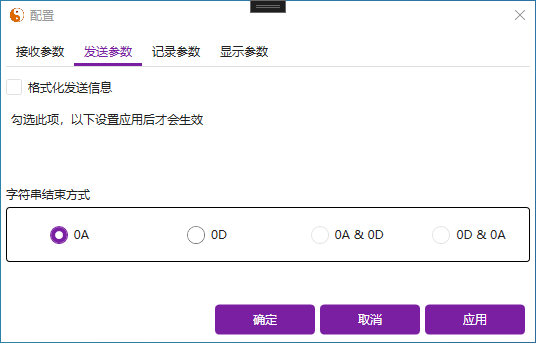 配置
接收参数 发送参数 记录参数 显示参数
格式化发送信息
勾选此项，以下设置应用后才会生效
字符串结束方式
0A 0D 0A & 0D 0D & 0A
确定 取消 应用